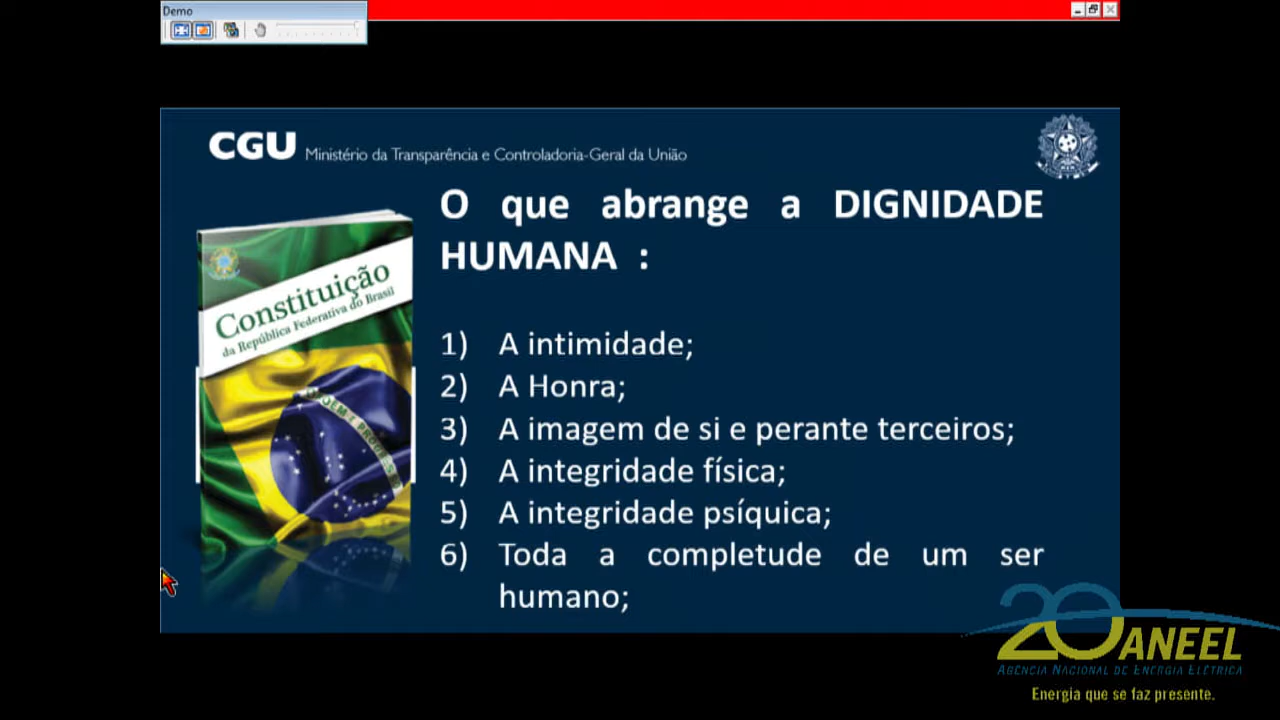 Demo
CGU Ministério da Transparência e Controladoria-Geral da União
O que abrange a DIGNIDADE
HUMANA :
Constituição
da República Federativa do Brasil
1) A intimidade;
2) A Honra;
3) A imagem de si e perante terceiros;
4) A integridade física;
5) A integridade psíquica;
6) Toda a completude de um ser
humano;
20 ANEEL
AGÊNCIA NACIONAL DE ENERGIA ELÉTRICA
Energia que se faz presente.